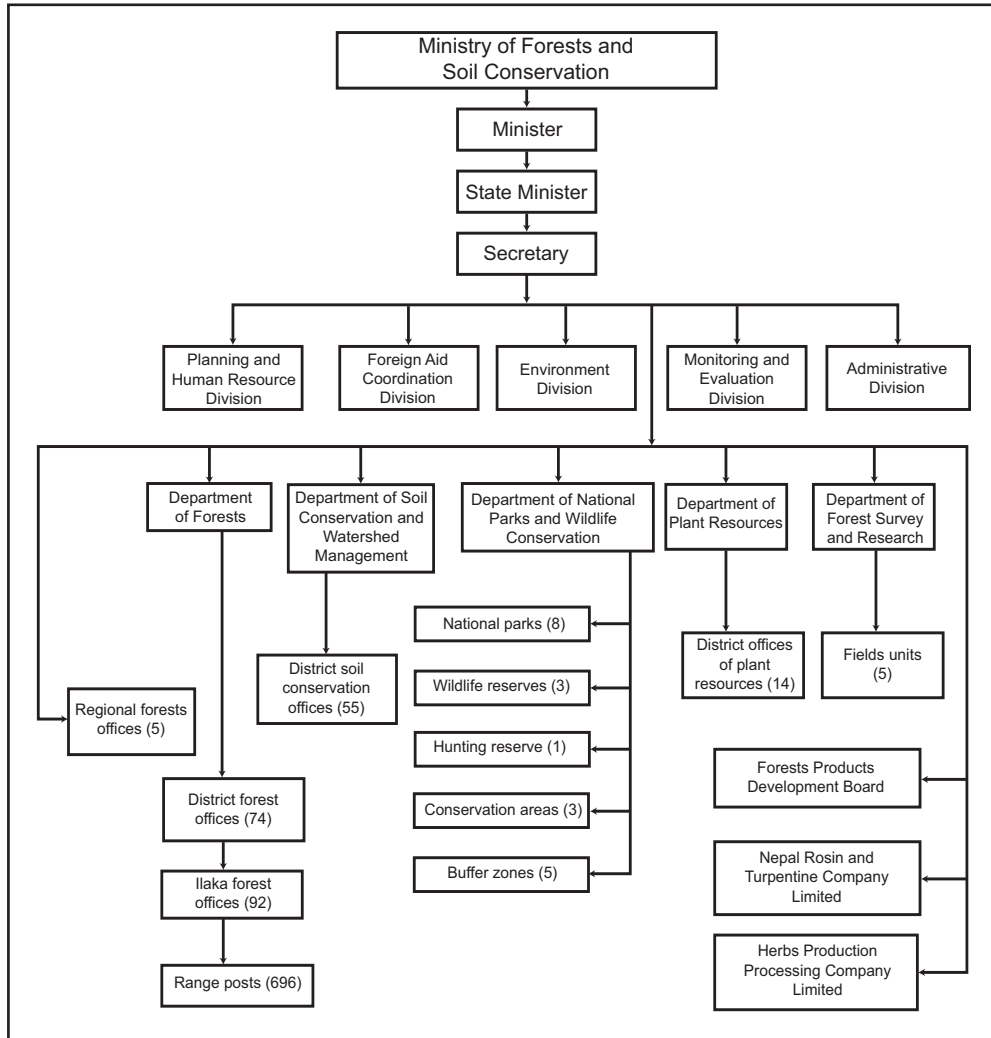 Ministry of Forests and
Soil Conservation
Minister
State Minister
Secretary
Planning and
Human Resource
Division
Foreign Aid
Coordination
Division
Environment
Division
Monitoring and
Evaluation
Division
Administrative
Division
Department
of Forests
Department of Soil
Conservation and
Watershed
Management
Department of National
Parks and Wildlife
Conservation
Department of
Plant Resources
Department of
Forest Survey
and Research
National parks (8)
District soil
conservation
offices (55)
Wildlife reserves (3)
District offices
of plant
resources (14)
Fields units
(5)
Regional forests
offices (5)
Hunting reserve (1)
Conservation areas (3)
Buffer zones (5)
Forests Products
Development Board
District forest
offices (74)
Ilaka forest
offices (92)
Nepal Rosin and
Turpentine Company
Limited
Range posts (696)
Herbs Production
Processing Company
Limited